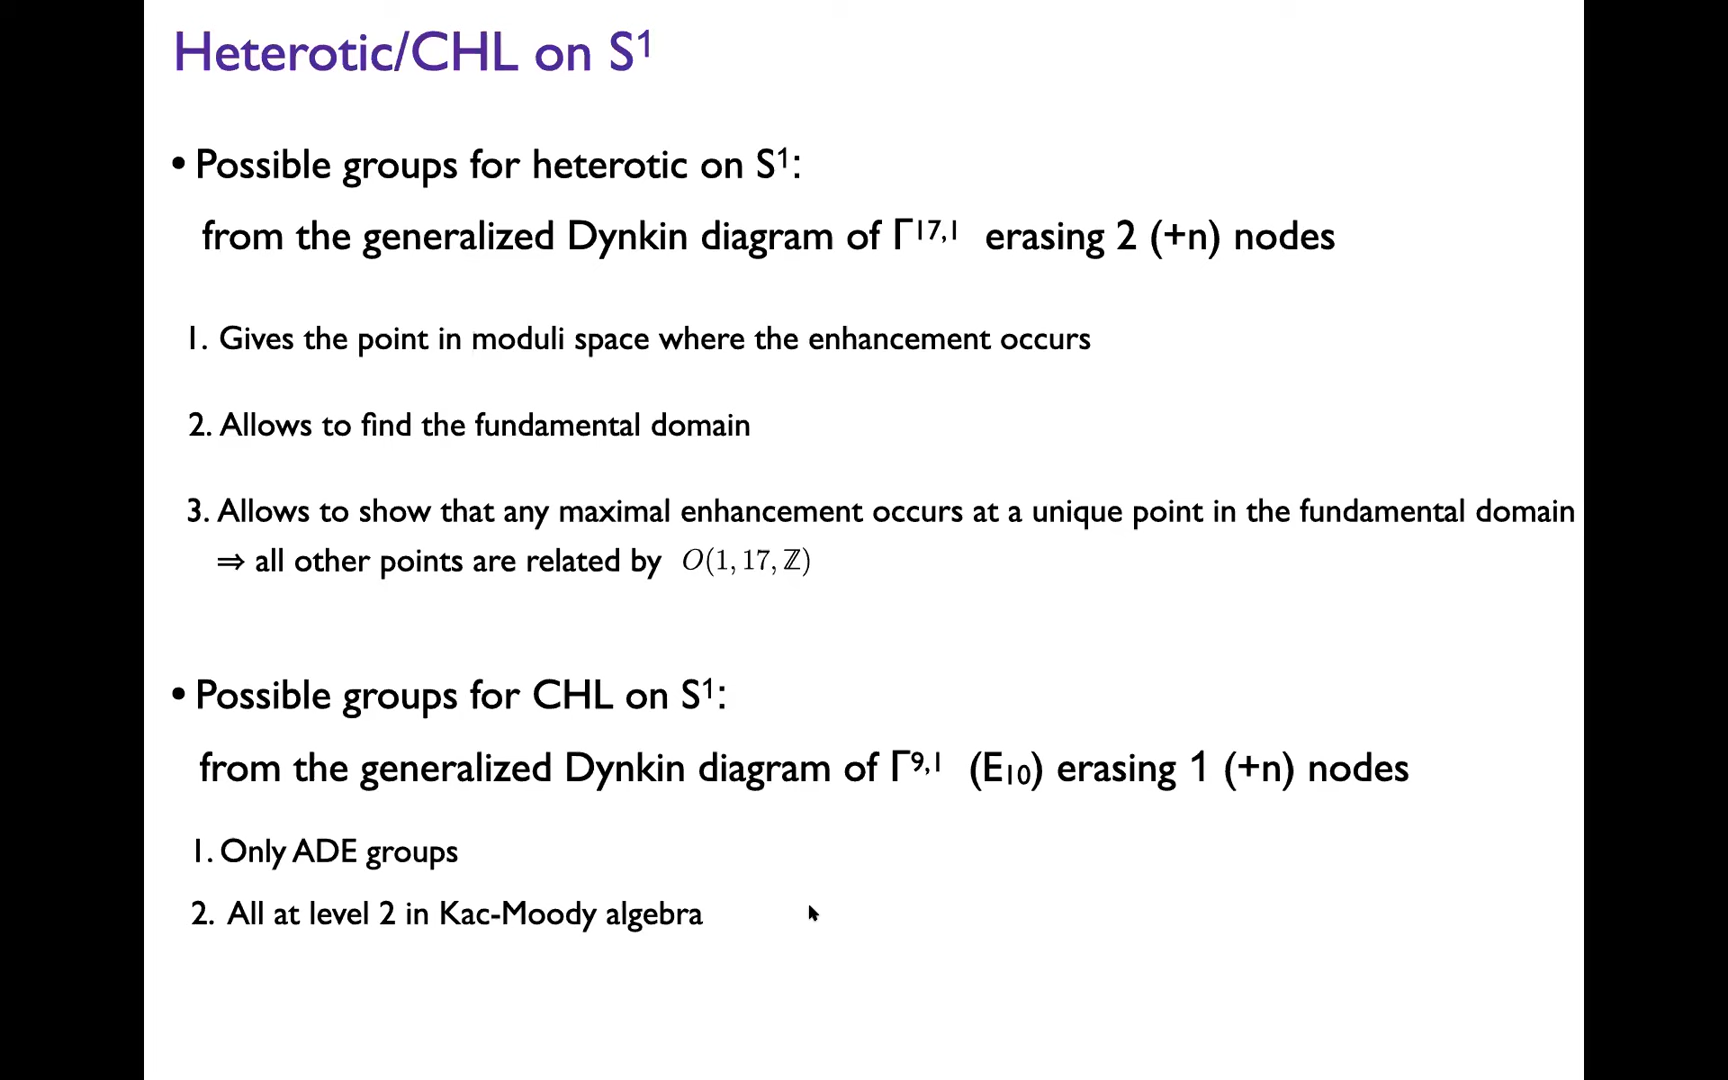 Heterotic/CHL on S¹
• Possible groups for heterotic on S¹:
from the generalized Dynkin diagram of Γ¹⁷,¹ erasing 2 (+n) nodes
1. Gives the point in moduli space where the enhancement occurs
2. Allows to find the fundamental domain
3. Allows to show that any maximal enhancement occurs at a unique point in the fundamental domain
⇒ all other points are related by O(1, 17, ℤ)
• Possible groups for CHL on S¹:
from the generalized Dynkin diagram of Γ⁹,¹ (E₁₀) erasing 1 (+n) nodes
1. Only ADE groups
2. All at level 2 in Kac-Moody algebra